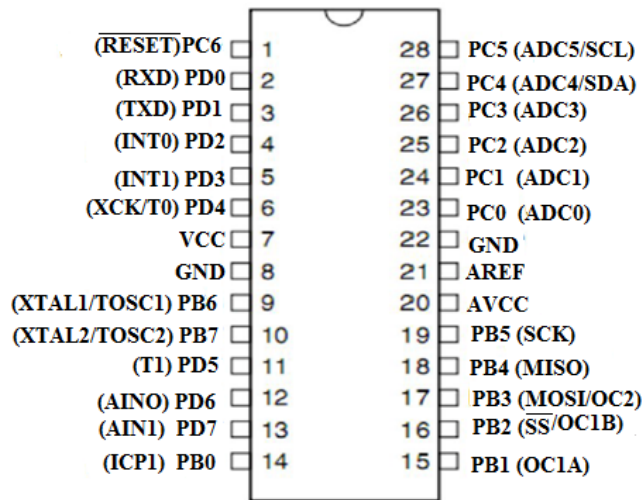 (RESET)PC6 1 28 PC5 (ADC5/SCL)
(RXD) PD0 2 27 PC4 (ADC4/SDA)
(TXD) PD1 3 26 PC3 (ADC3)
(INT0) PD2 4 25 PC2 (ADC2)
(INT1) PD3 5 24 PC1 (ADC1)
(XCK/T0) PD4 6 23 PC0 (ADC0)
VCC 7 22 GND
GND 8 21 AREF
(XTAL1/TOSC1) PB6 9 20 AVCC
(XTAL2/TOSC2) PB7 10 19 PB5 (SCK)
(T1) PD5 11 18 PB4 (MISO)
(AINO) PD6 12 17 PB3 (MOSI/OC2)
(AIN1) PD7 13 16 PB2 (SS/OC1B)
(ICP1) PB0 14 15 PB1 (OC1A)